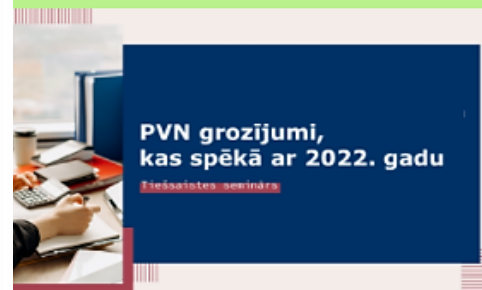 PVN grozījumi,
kas spēkā ar 2022. gadu
Tiešsaistes seminārs